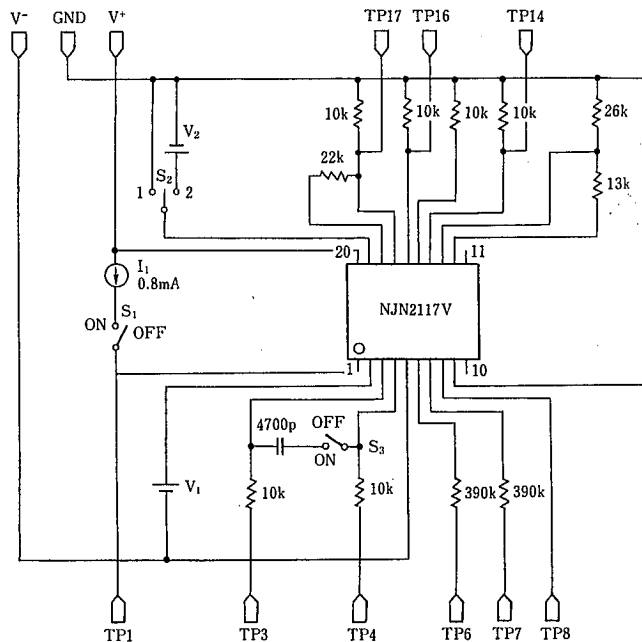 V⁻ GND V⁺ TP17 TP16 TP14
10k 10k 10k 10k 26k
V₂ 22k
1 S₂ 2 13k
20 11
I₁
0.8mA NJN2117V
S₁
ON OFF
1 10
4700p OFF
ON S₃
V₁ 10k 10k 390k 390k
TP1 TP3 TP4 TP6 TP7 TP8